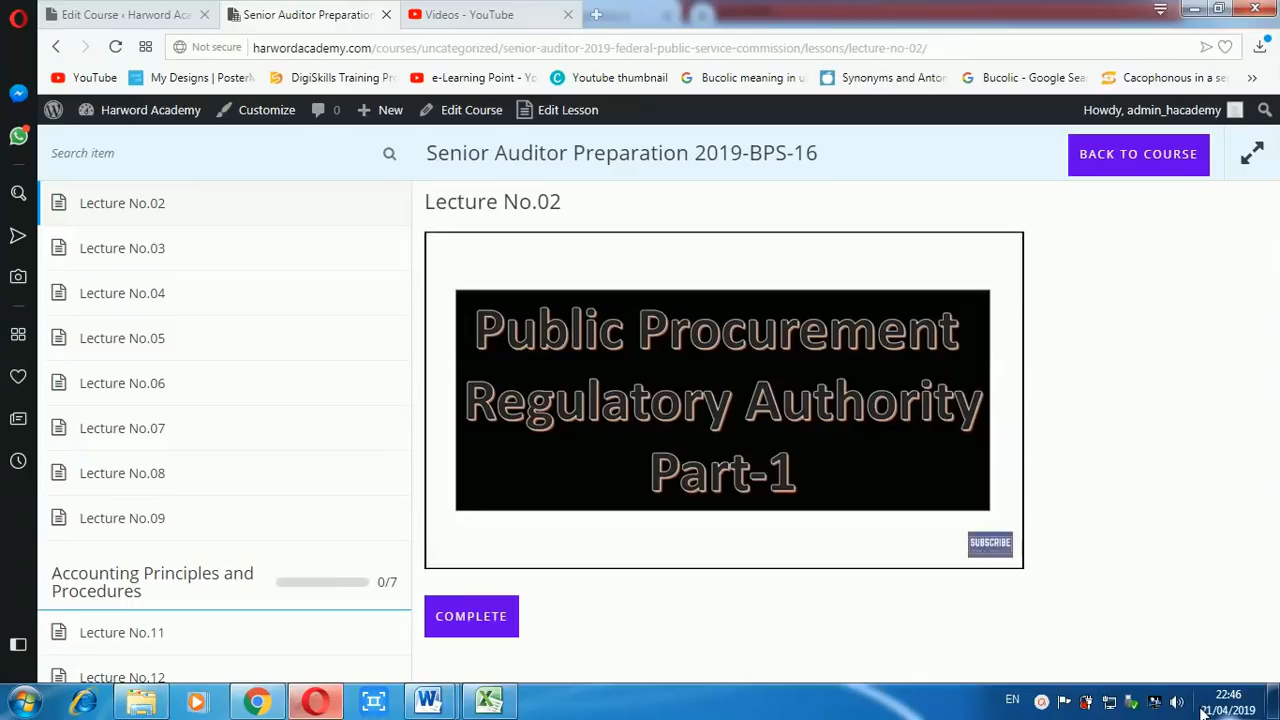 Edit Course ‹ Harword Aca
Senior Auditor Preparation
Videos - YouTube
Not secure
harwordacademy.com/courses/uncategorized/senior-auditor-2019-federal-public-service-commission/lessons/lecture-no-02/
YouTube
My Designs | PosterM
DigiSkills Training Pr
e-Learning Point - Yo
Youtube thumbnail
Bucolic meaning in u
Synonyms and Anton
Bucolic - Google Sea
Cacophonous in a se
»
Harword Academy
Customize
0
New
Edit Course
Edit Lesson
Howdy, admin_hacademy
Search item
Senior Auditor Preparation 2019-BPS-16
BACK TO COURSE
Lecture No.02
Lecture No.03
Lecture No.04
Lecture No.05
Lecture No.06
Lecture No.07
Lecture No.08
Lecture No.09
Accounting Principles and
Procedures
0/7
Lecture No.11
Lecture No.12
Lecture No.02
Public Procurement
Regulatory Authority
Part-1
SUBSCRIBE
COMPLETE
EN
22:46
21/04/2019